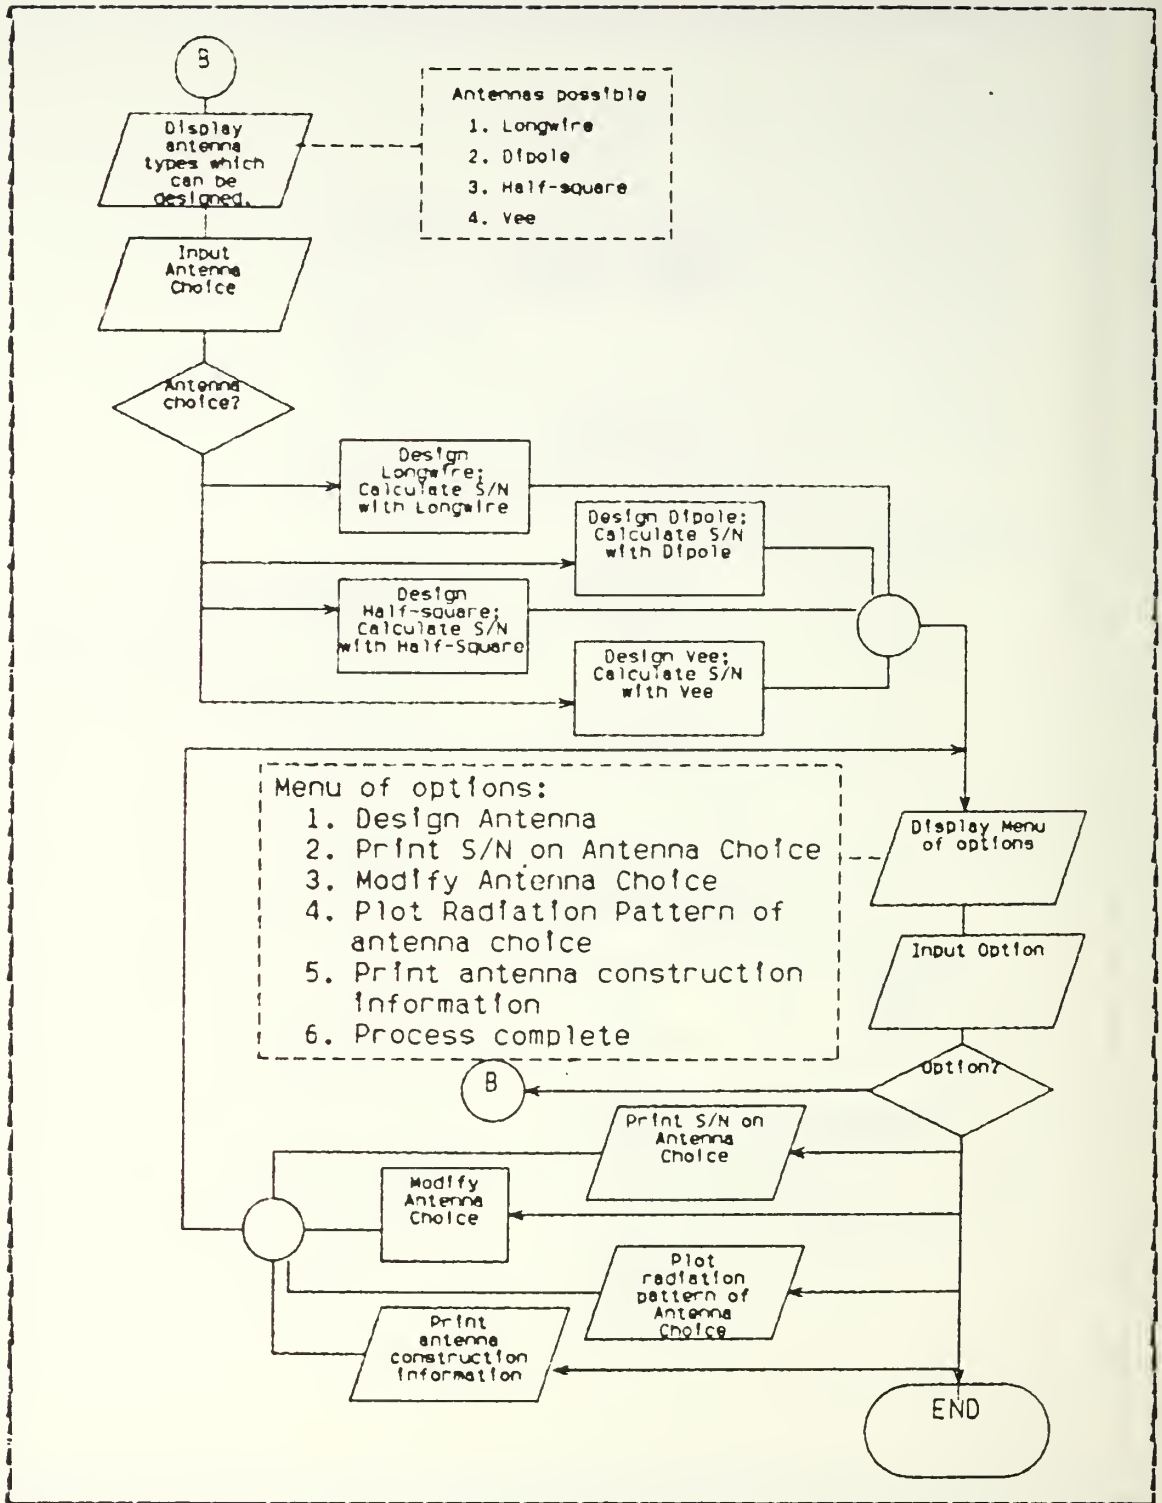 B
Display
antenna
types which
can be
designed.
Antennas possible
1. Longwire
2. Dipole
3. Half-square
4. Vee
Input
Antenna
Choice
Antenna
choice?
Design
Longwire;
Calculate S/N
with Longwire
Design Dipole;
Calculate S/N
with Dipole
Design
Half-square;
Calculate S/N
with Half-Square
Design Vee;
Calculate S/N
with Vee
Menu of options:
1. Design Antenna
2. Print S/N on Antenna Choice
3. Modify Antenna Choice
4. Plot Radiation Pattern of
antenna choice
5. Print antenna construction
information
6. Process complete
Display Menu
of options
Input Option
Option?
B
Print S/N on
Antenna
Choice
Modify
Antenna
Choice
Plot
radiation
pattern of
Antenna
Choice
Print
antenna
construction
information
END